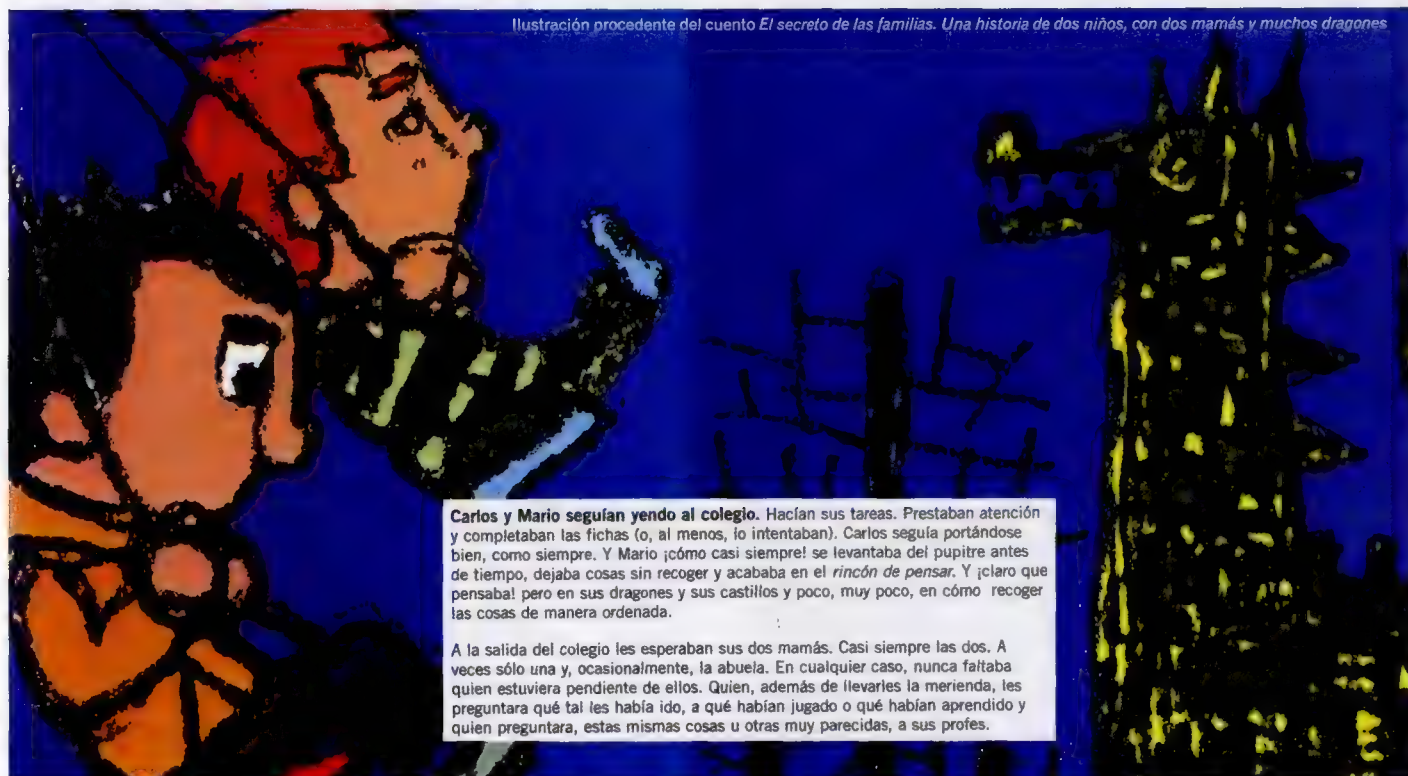 Ilustración procedente del cuento El secreto de las familias. Una historia de dos niños, con dos mamás y muchos dragones
Carlos y Mario seguían yendo al colegio. Hacían sus tareas. Prestaban atención
y completaban las fichas (o, al menos, lo intentaban). Carlos seguía portándose
bien, como siempre. Y Mario ¡cómo casi siempre! se levantaba del pupitre antes
de tiempo, dejaba cosas sin recoger y acababa en el rincón de pensar. Y ¡claro que
pensaba! pero en sus dragones y sus castillos y poco, muy poco, en cómo recoger
las cosas de manera ordenada.
A la salida del colegio les esperaban sus dos mamás. Casi siempre las dos. A
veces sólo una y, ocasionalmente, la abuela. En cualquier caso, nunca faltaba
quien estuviera pendiente de ellos. Quien, además de llevarles la merienda, les
preguntara qué tal les había ido, a qué habían jugado o qué habían aprendido y
quien preguntara, estas mismas cosas u otras muy parecidas, a sus profes.